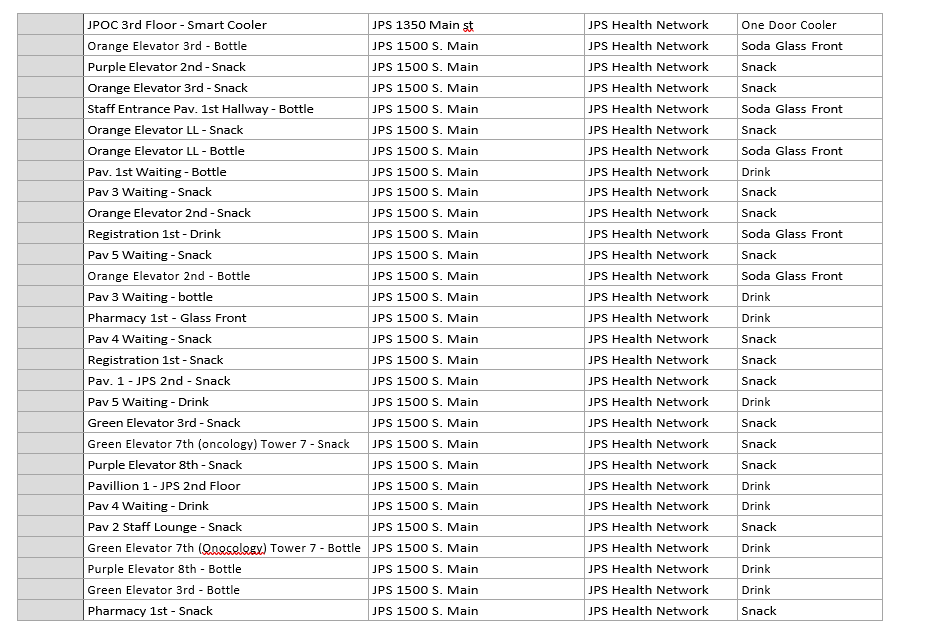 JPOC 3rd Floor - Smart Cooler JPS 1350 Main st JPS Health Network One Door Cooler
Orange Elevator 3rd - Bottle JPS 1500 S. Main JPS Health Network Soda Glass Front
Purple Elevator 2nd - Snack JPS 1500 S. Main JPS Health Network Snack
Orange Elevator 3rd - Snack JPS 1500 S. Main JPS Health Network Snack
Staff Entrance Pav. 1st Hallway - Bottle JPS 1500 S. Main JPS Health Network Soda Glass Front
Orange Elevator LL - Snack JPS 1500 S. Main JPS Health Network Snack
Orange Elevator LL - Bottle JPS 1500 S. Main JPS Health Network Soda Glass Front
Pav. 1st Waiting - Bottle JPS 1500 S. Main JPS Health Network Drink
Pav 3 Waiting - Snack JPS 1500 S. Main JPS Health Network Snack
Orange Elevator 2nd - Snack JPS 1500 S. Main JPS Health Network Snack
Registration 1st - Drink JPS 1500 S. Main JPS Health Network Soda Glass Front
Pav 5 Waiting - Snack JPS 1500 S. Main JPS Health Network Snack
Orange Elevator 2nd - Bottle JPS 1500 S. Main JPS Health Network Soda Glass Front
Pav 3 Waiting - bottle JPS 1500 S. Main JPS Health Network Drink
Pharmacy 1st - Glass Front JPS 1500 S. Main JPS Health Network Drink
Pav 4 Waiting - Snack JPS 1500 S. Main JPS Health Network Snack
Registration 1st - Snack JPS 1500 S. Main JPS Health Network Snack
Pav. 1 - JPS 2nd - Snack JPS 1500 S. Main JPS Health Network Snack
Pav 5 Waiting - Drink JPS 1500 S. Main JPS Health Network Drink
Green Elevator 3rd - Snack JPS 1500 S. Main JPS Health Network Snack
Green Elevator 7th (oncology) Tower 7 - Snack JPS 1500 S. Main JPS Health Network Snack
Purple Elevator 8th - Snack JPS 1500 S. Main JPS Health Network Snack
Pavillion 1 - JPS 2nd Floor JPS 1500 S. Main JPS Health Network Drink
Pav 4 Waiting - Drink JPS 1500 S. Main JPS Health Network Drink
Pav 2 Staff Lounge - Snack JPS 1500 S. Main JPS Health Network Snack
Green Elevator 7th (Onocology) Tower 7 - Bottle JPS 1500 S. Main JPS Health Network Drink
Purple Elevator 8th - Bottle JPS 1500 S. Main JPS Health Network Drink
Green Elevator 3rd - Bottle JPS 1500 S. Main JPS Health Network Drink
Pharmacy 1st - Snack JPS 1500 S. Main JPS Health Network Snack